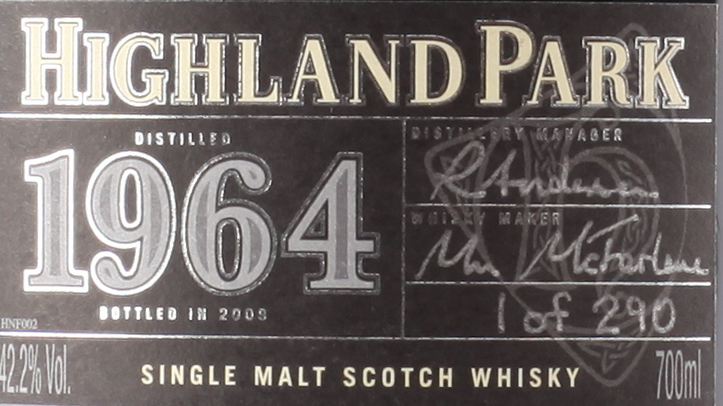 HIGHLAND PARK
DISTILLED
1964
BOTTLED IN 2009
HNF002
DISTILLERY MANAGER
R Anderson
WHISKY MAKER
Max McFarlane
1 of 290
42.2% Vol.
SINGLE MALT SCOTCH WHISKY
700ml